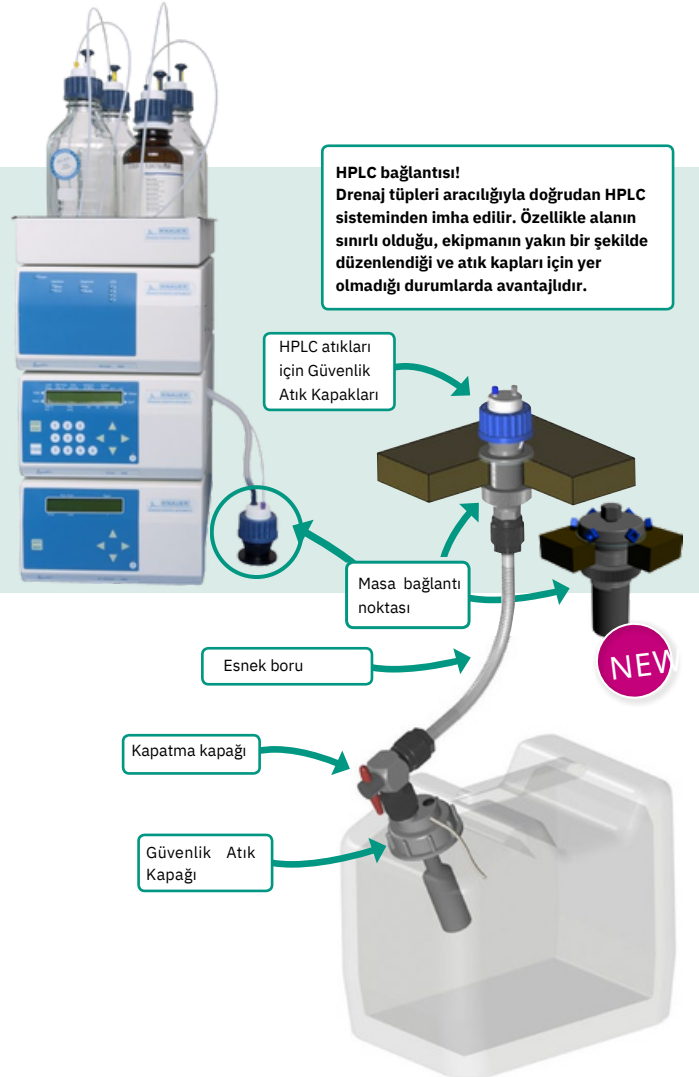 HPLC bağlantısı!
Drenaj tüpleri aracılığıyla doğrudan HPLC
sisteminden imha edilir. Özellikle alanın
sınırlı olduğu, ekipmanın yakın bir şekilde
düzenlendiği ve atık kapları için yer
olmadığı durumlarda avantajlıdır.
HPLC atıkları
için Güvenlik
Atık Kapakları
KNAUER
Masa bağlantı
noktası
NEW
Esnek boru
Kapatma kapağı
Güvenlik Atık
Kapağı